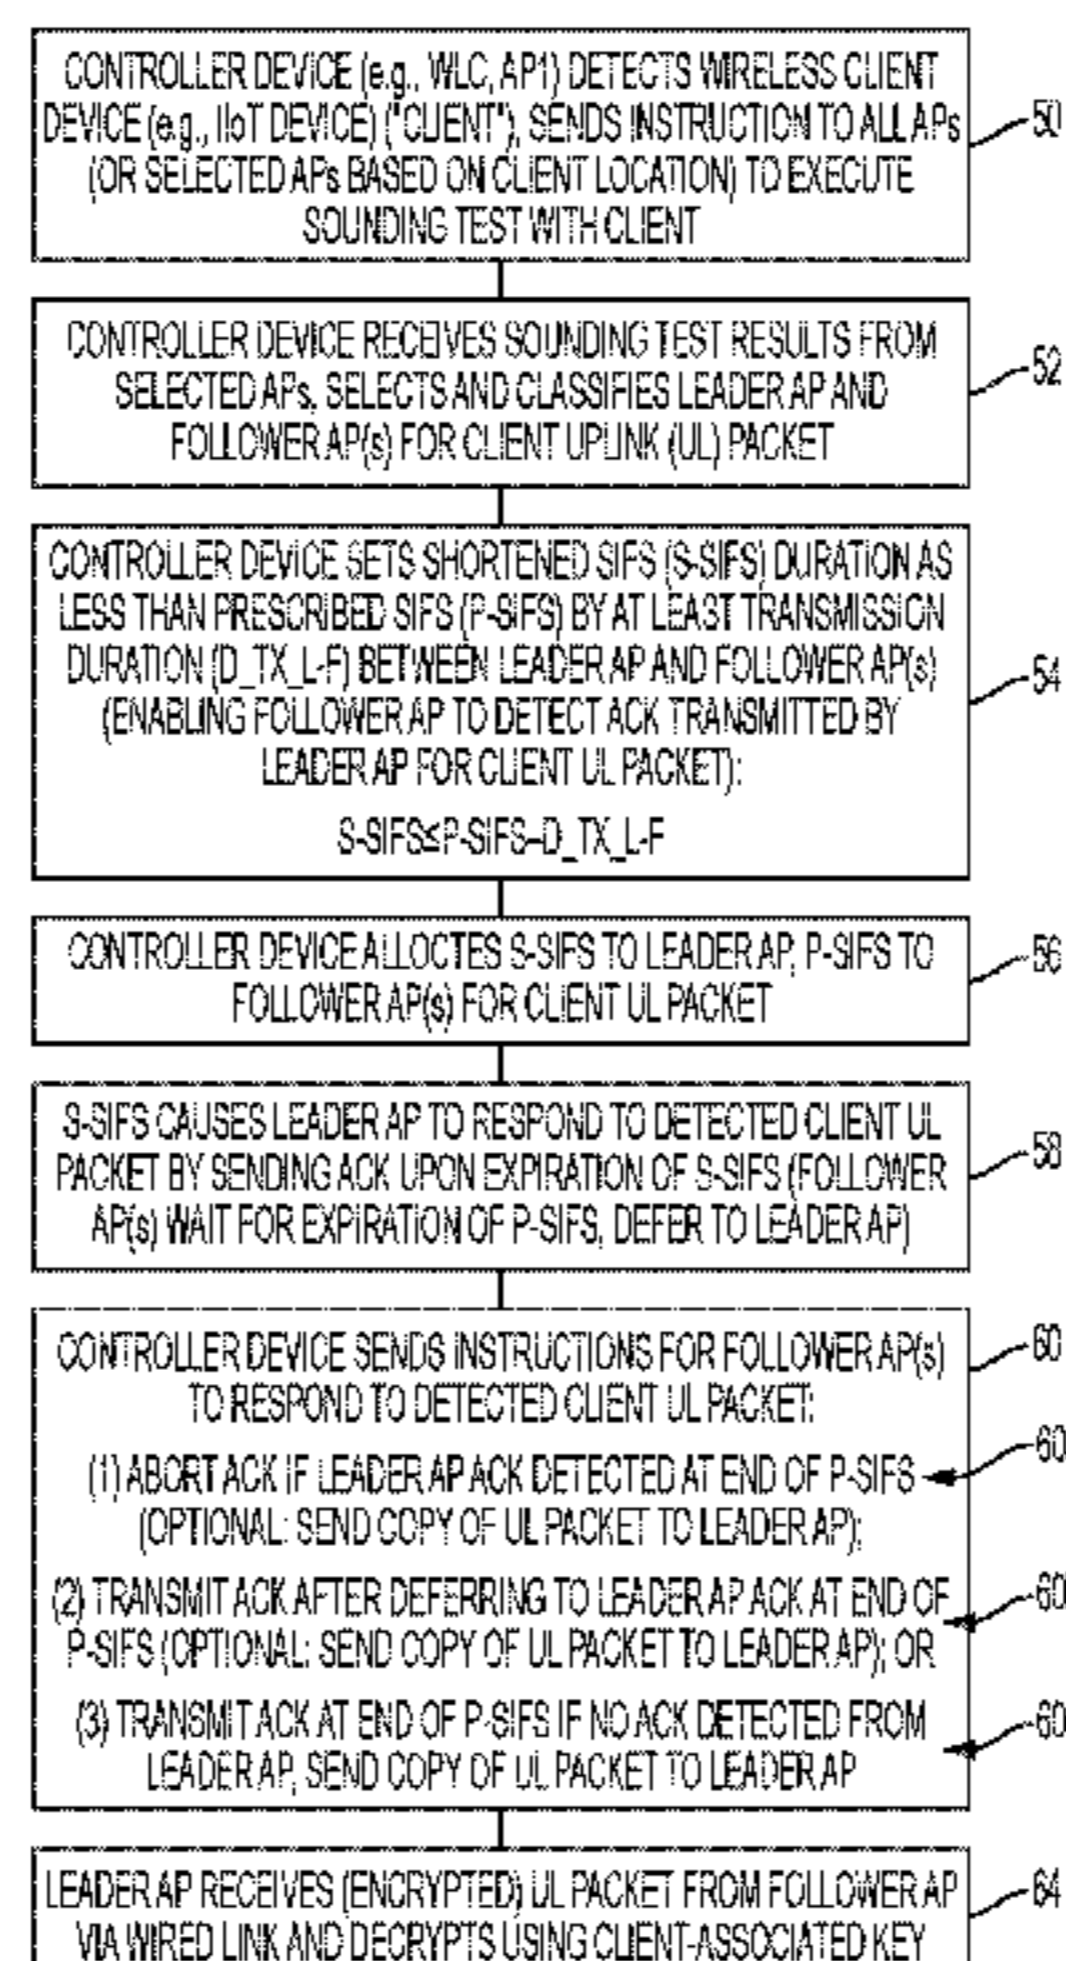 CONTROLLER DEVICE (e.g., WLC, AP1) DETECTS WIRELESS CLIENT
DEVICE (e.g., IIoT DEVICE) ("CLIENT"), SENDS INSTRUCTION TO ALL APs
(OR SELECTED APs BASED ON CLIENT LOCATION) TO EXECUTE
SOUNDING TEST WITH CLIENT
50
CONTROLLER DEVICE RECEIVES SOUNDING TEST RESULTS FROM
SELECTED APs, SELECTS AND CLASSIFIES LEADER AP AND
FOLLOWER AP(s) FOR CLIENT UPLINK (UL) PACKET
52
CONTROLLER DEVICE SETS SHORTENED SIFS (S-SIFS) DURATION AS
LESS THAN PRESCRIBED SIFS (P-SIFS) BY AT LEAST TRANSMISSION
DURATION (D_TX_L-F) BETWEEN LEADER AP AND FOLLOWER AP(s)
(ENABLING FOLLOWER AP TO DETECT ACK TRANSMITTED BY
LEADER AP FOR CLIENT UL PACKET):
S-SIFS≤P-SIFS–D_TX_L-F
54
CONTROLLER DEVICE ALLOCTES S-SIFS TO LEADER AP, P-SIFS TO
FOLLOWER AP(s) FOR CLIENT UL PACKET
56
S-SIFS CAUSES LEADER AP TO RESPOND TO DETECTED CLIENT UL
PACKET BY SENDING ACK UPON EXPIRATION OF S-SIFS (FOLLOWER
AP(s) WAIT FOR EXPIRATION OF P-SIFS, DEFER TO LEADER AP)
58
CONTROLLER DEVICE SENDS INSTRUCTIONS FOR FOLLOWER AP(s)
TO RESPOND TO DETECTED CLIENT UL PACKET:
60
(1) ABORT ACK IF LEADER AP ACK DETECTED AT END OF P-SIFS
(OPTIONAL: SEND COPY OF UL PACKET TO LEADER AP);
60
(2) TRANSMIT ACK AFTER DEFERRING TO LEADER AP ACK AT END OF
P-SIFS (OPTIONAL: SEND COPY OF UL PACKET TO LEADER AP); OR
60
(3) TRANSMIT ACK AT END OF P-SIFS IF NO ACK DETECTED FROM
LEADER AP, SEND COPY OF UL PACKET TO LEADER AP
60
LEADER AP RECEIVES (ENCRYPTED) UL PACKET FROM FOLLOWER AP
VIA WIRED LINK AND DECRYPTS USING CLIENT-ASSOCIATED KEY
64